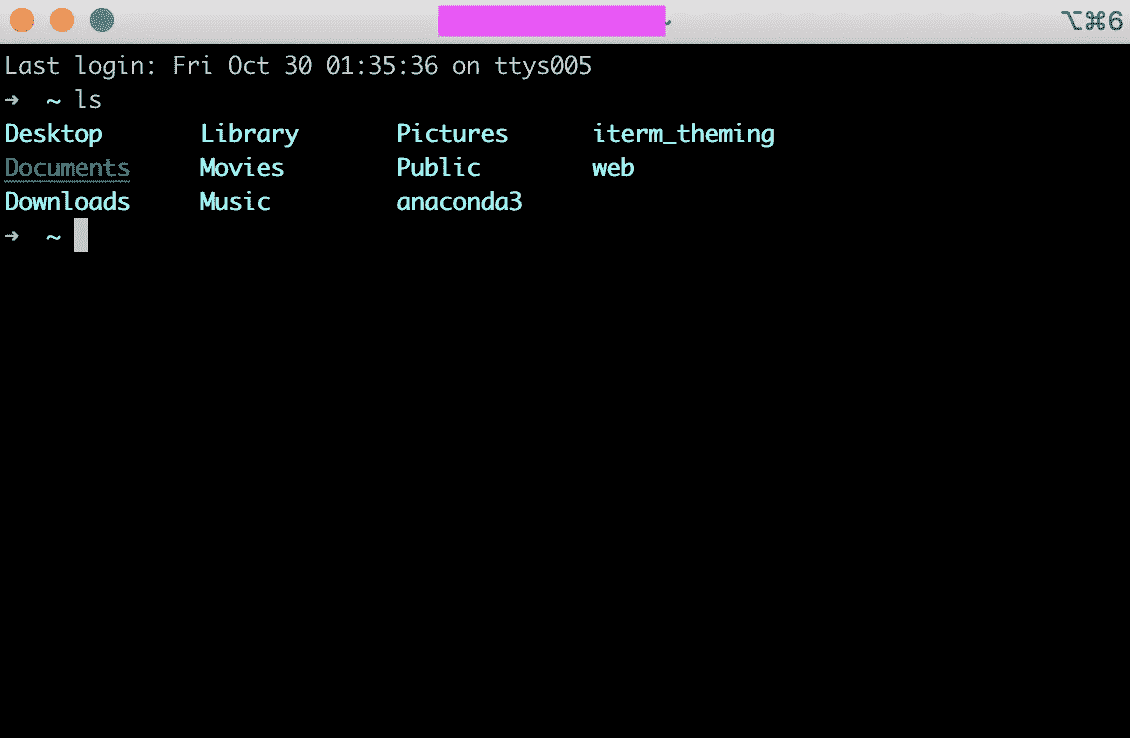 ⌥⌘6
Last login: Fri Oct 30 01:35:36 on ttys005
➜  ~ ls
Desktop Library Pictures iterm_theming
Documents Movies Public web
Downloads Music anaconda3
➜  ~